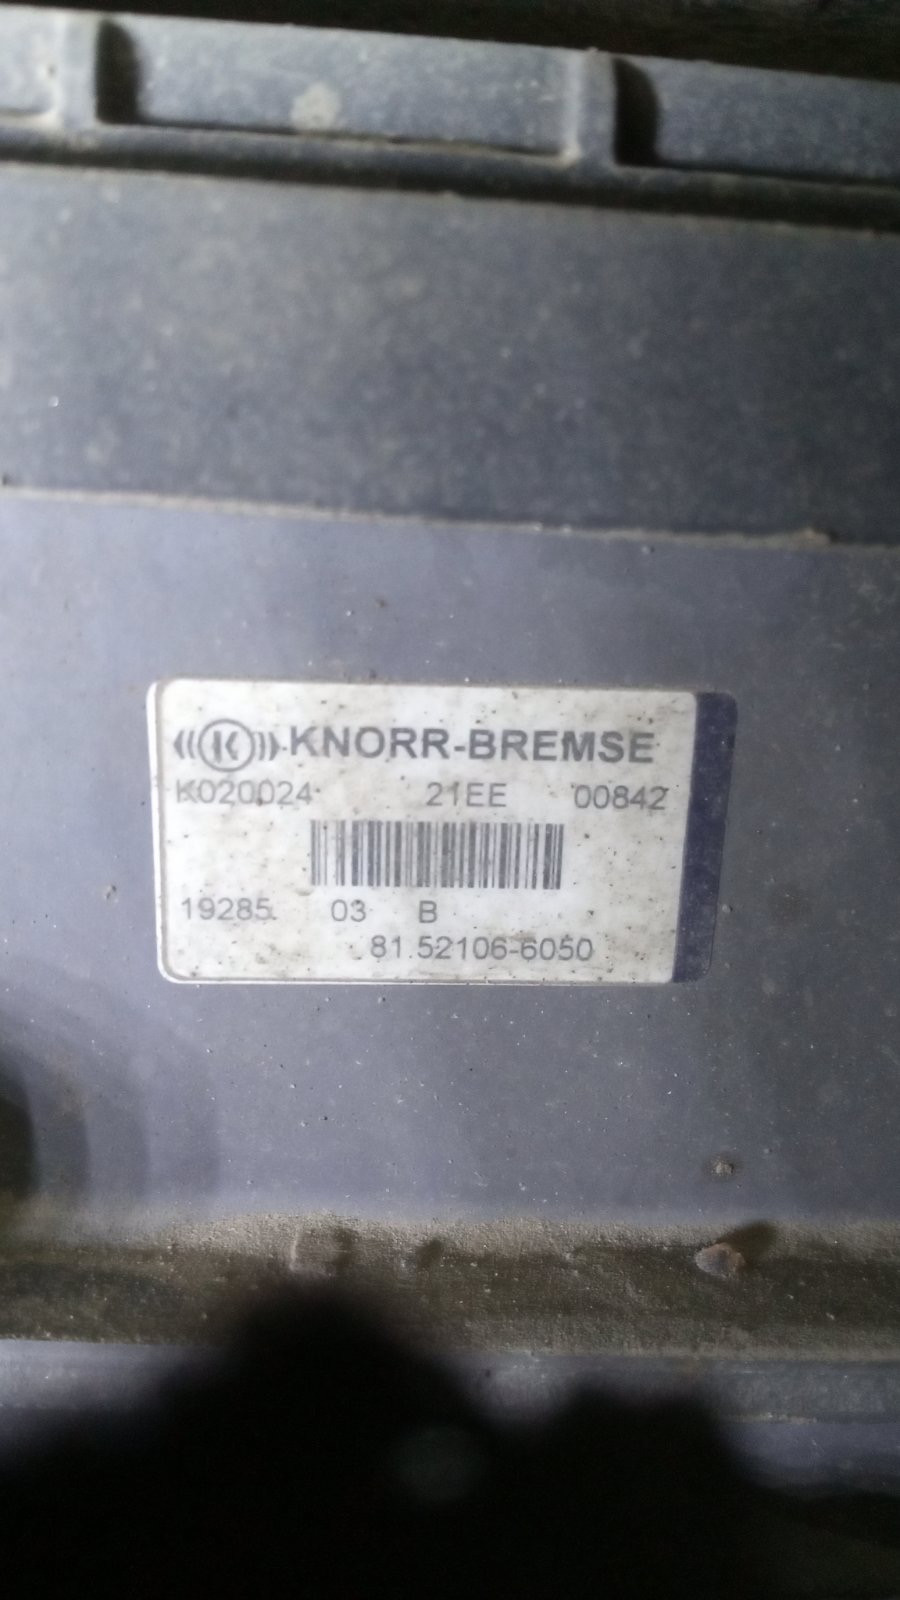 KNORR-BREMSE
K020024 21EE 00842
19285 03 B
81.52106-6050